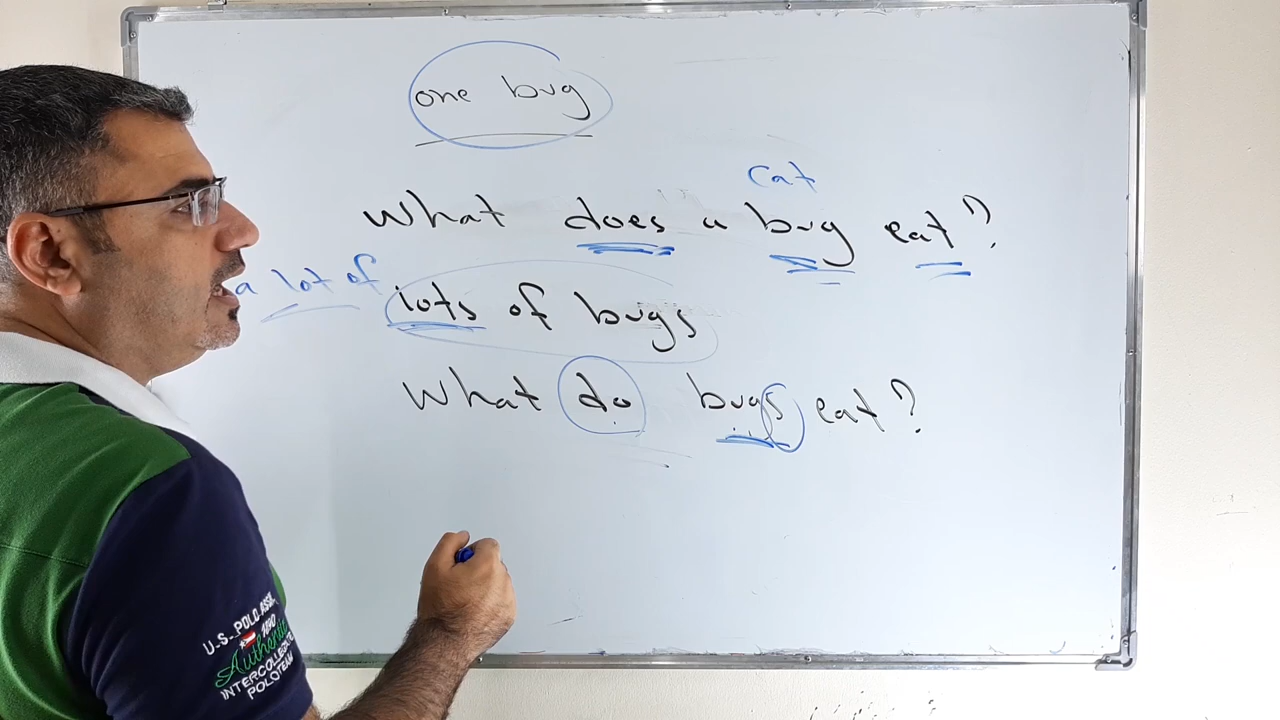 one bug
cat
What does a bug eat?
a lot of lots of bugs
What do bugs eat?
U.S. POLO ASSN.
1890
Authentic
INTERCOLLEGIATE
POLO TEAM